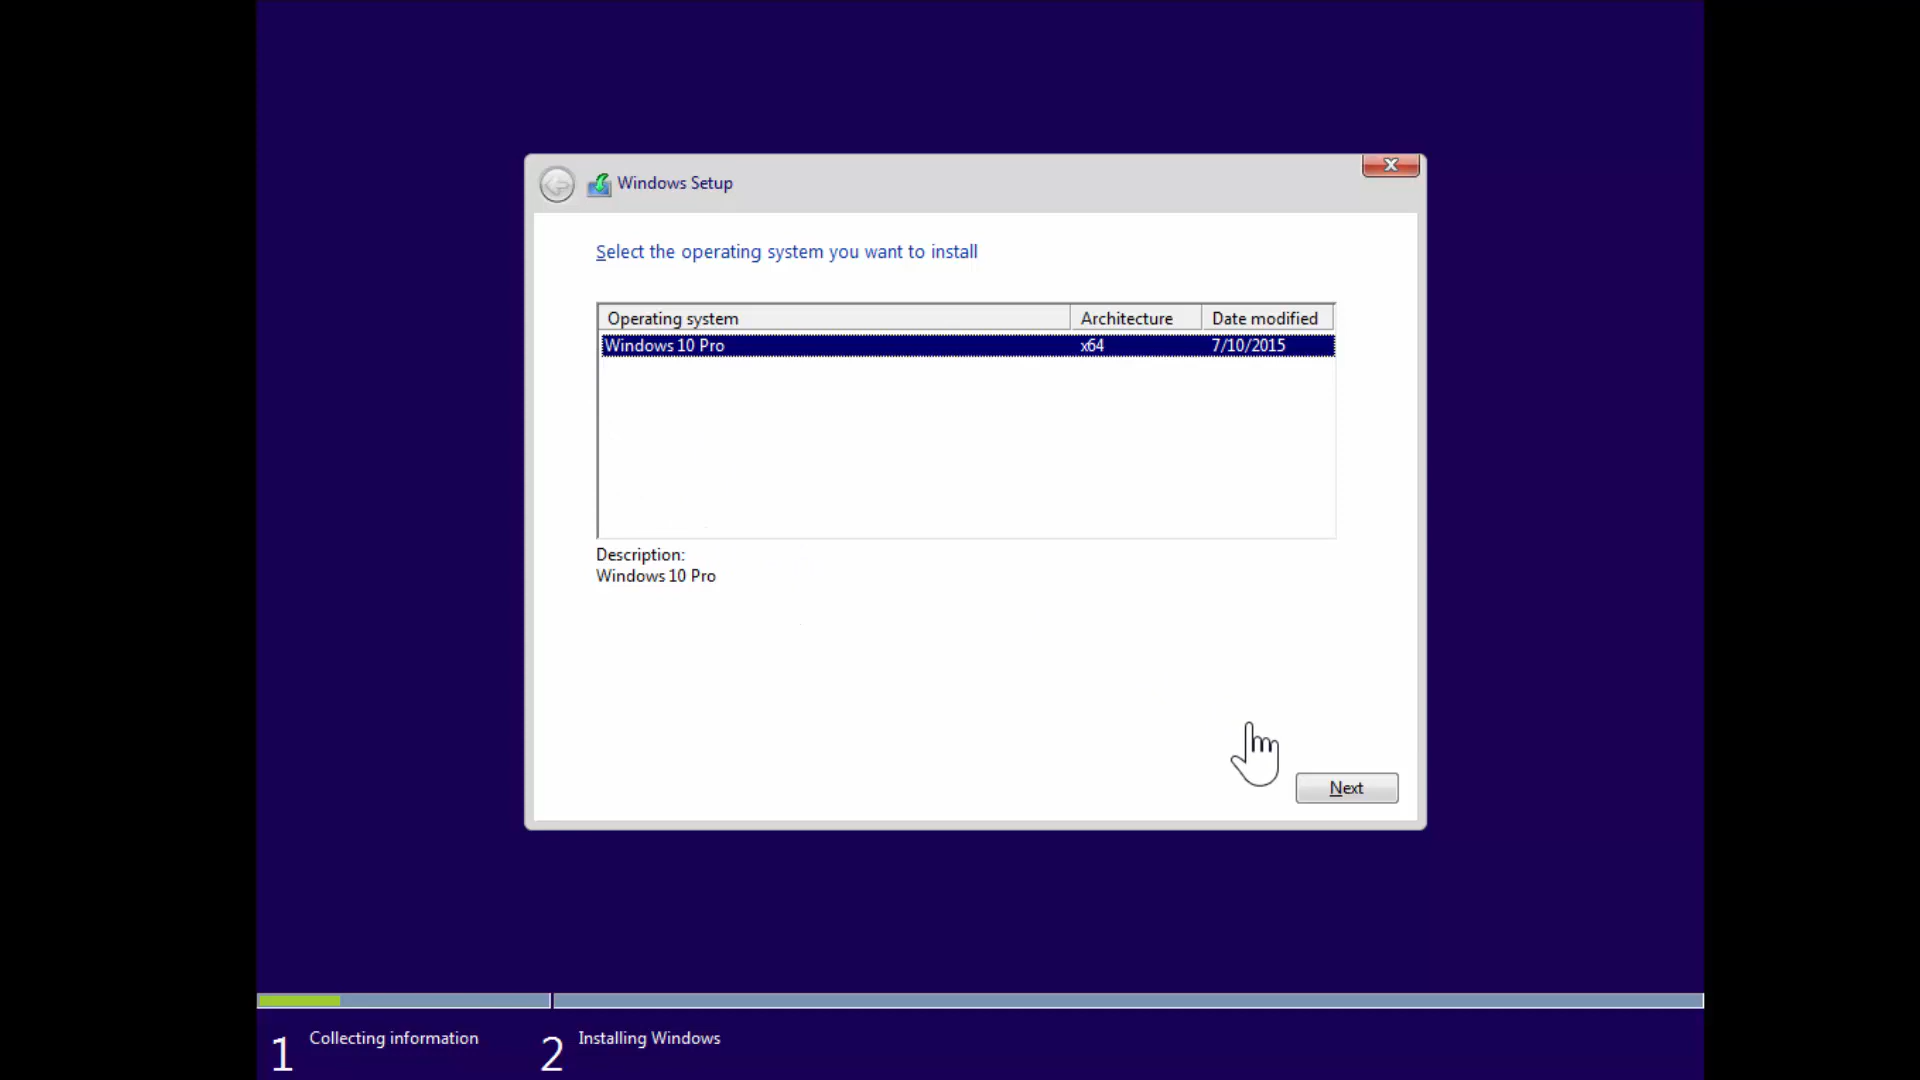 Windows Setup
Select the operating system you want to install
Operating system Architecture Date modified
Windows 10 Pro x64 7/10/2015
Description:
Windows 10 Pro
Next
1 Collecting information 2 Installing Windows